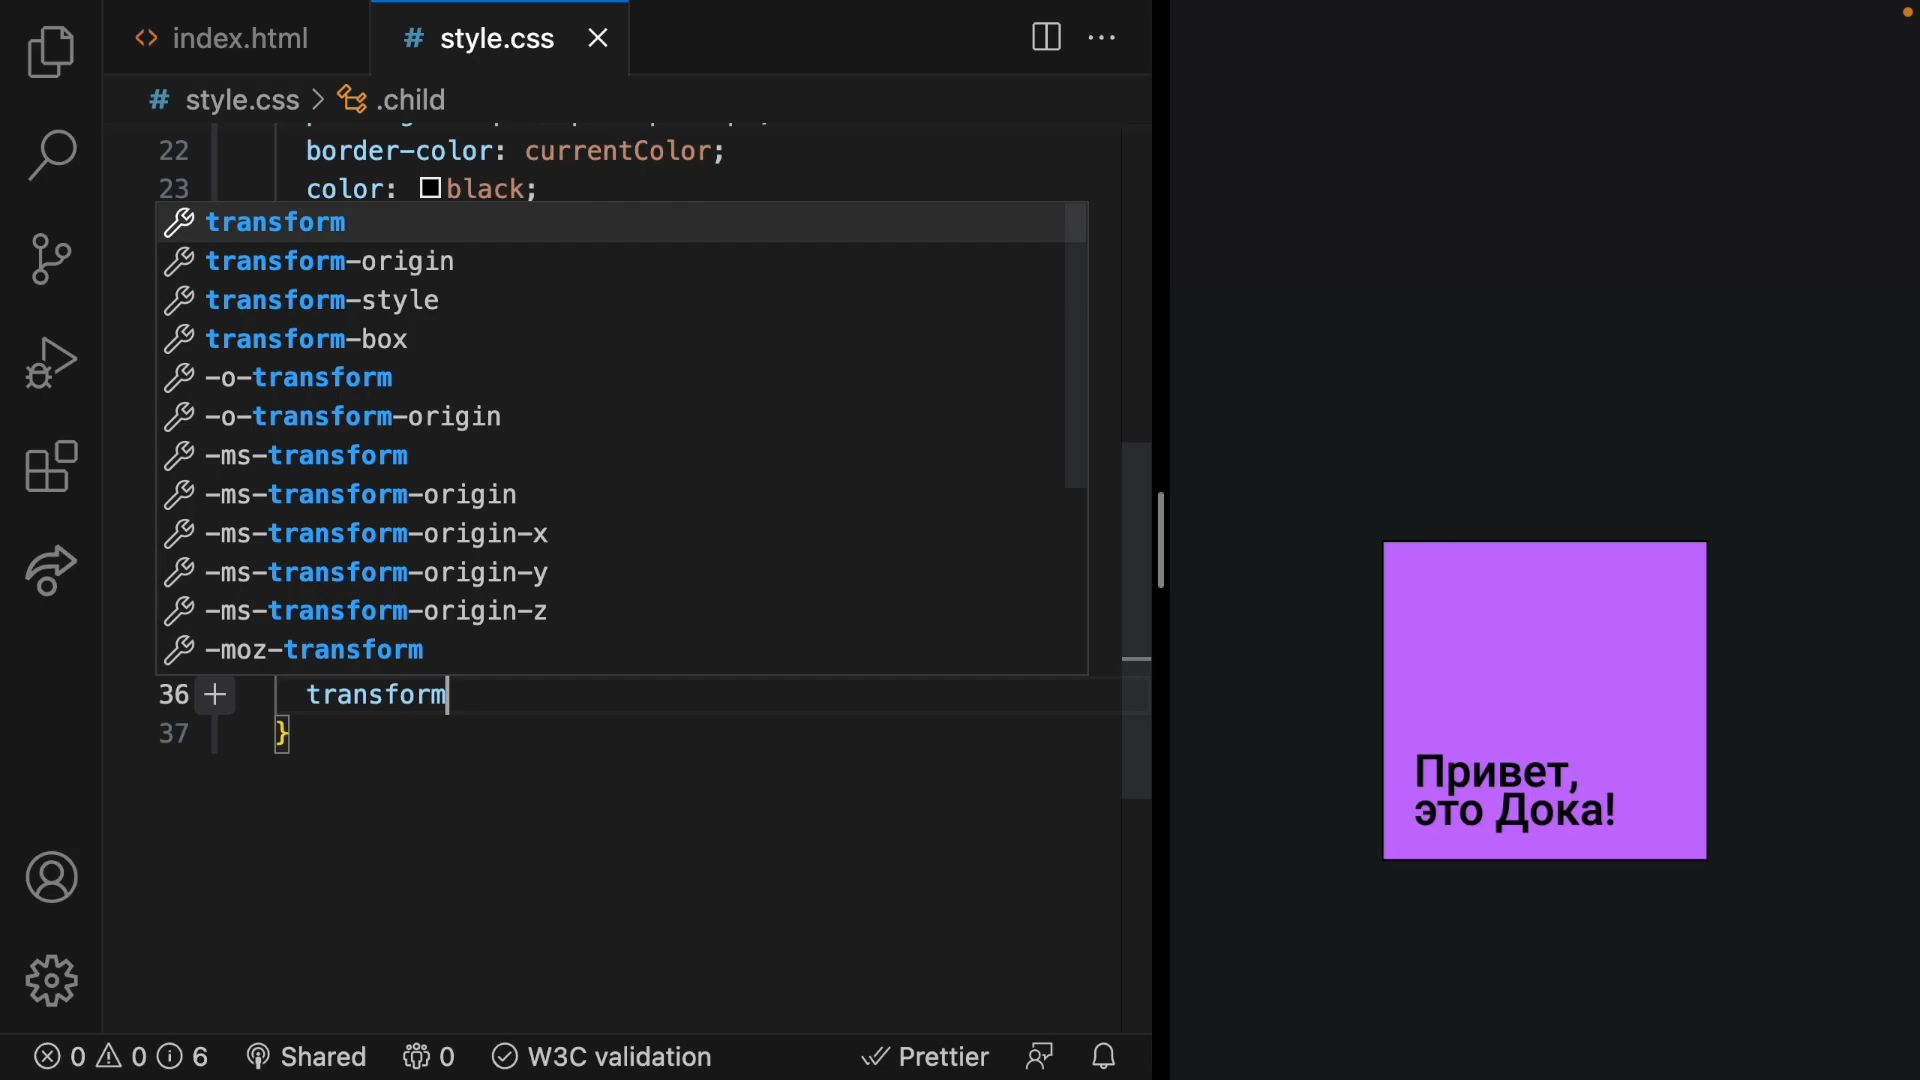 index.html
# style.css
# style.css > .child
22 border-color: currentColor;
23 color: black;
transform
transform-origin
transform-style
transform-box
-o-transform
-o-transform-origin
-ms-transform
-ms-transform-origin
-ms-transform-origin-x
-ms-transform-origin-y
-ms-transform-origin-z
-moz-transform
36 transform
37 }
0 0 6 Shared 0 W3C validation Prettier
Привет,
это Дока!